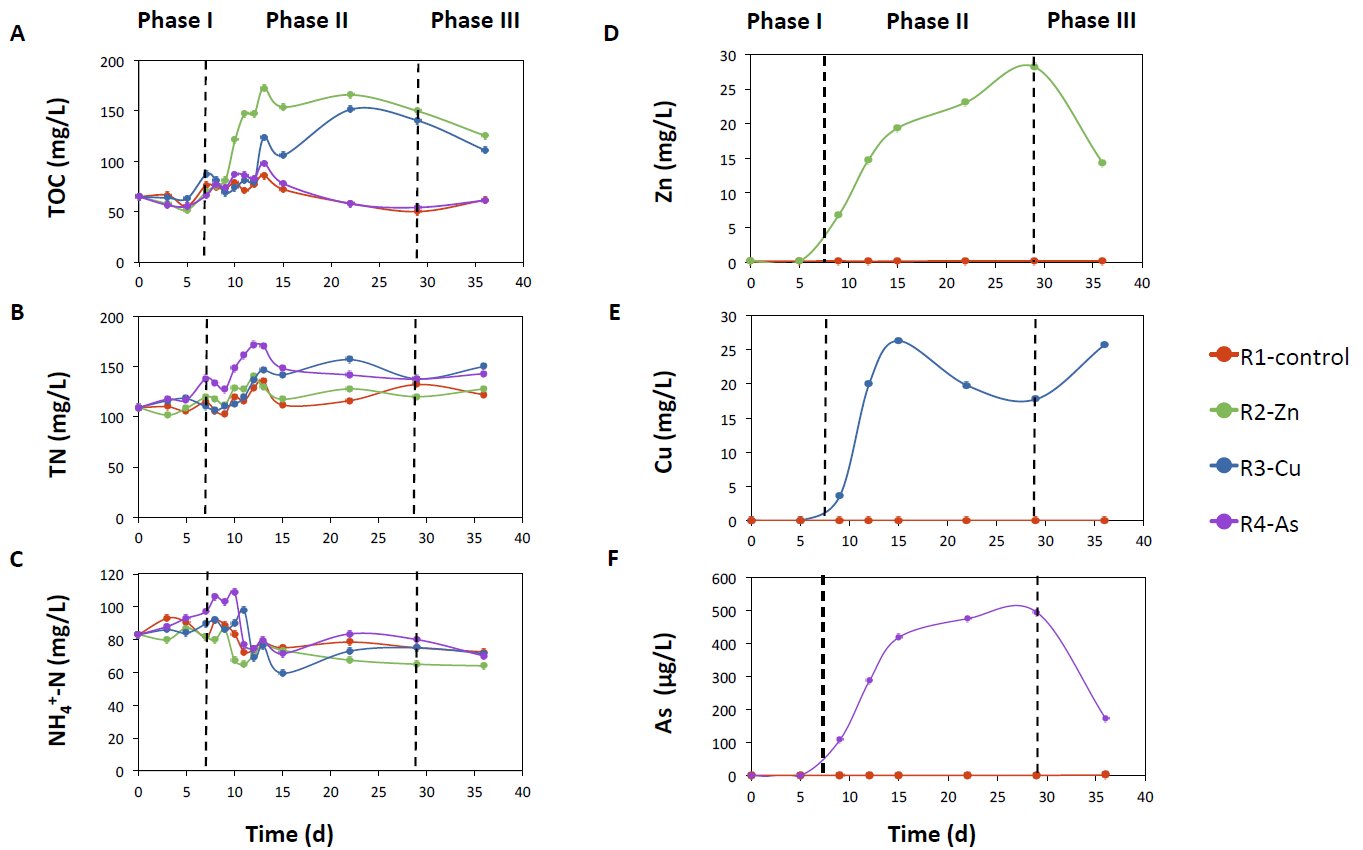 Phase I Phase II Phase III
A
TOC (mg/L)
200
150
100
50
0
0 5 10 15 20 25 30 35 40
B
TN (mg/L)
200
150
100
50
0
0 5 10 15 20 25 30 35 40
C
NH₄⁺-N (mg/L)
120
100
80
60
40
20
0
0 5 10 15 20 25 30 35 40
Time (d)
Phase I Phase II Phase III
D
Zn (mg/L)
30
25
20
15
10
5
0
0 5 10 15 20 25 30 35 40
E
Cu (mg/L)
30
25
20
15
10
5
0
0 5 10 15 20 25 30 35 40
F
As (µg/L)
600
500
400
300
200
100
0
0 5 10 15 20 25 30 35 40
Time (d)
R1-control
R2-Zn
R3-Cu
R4-As